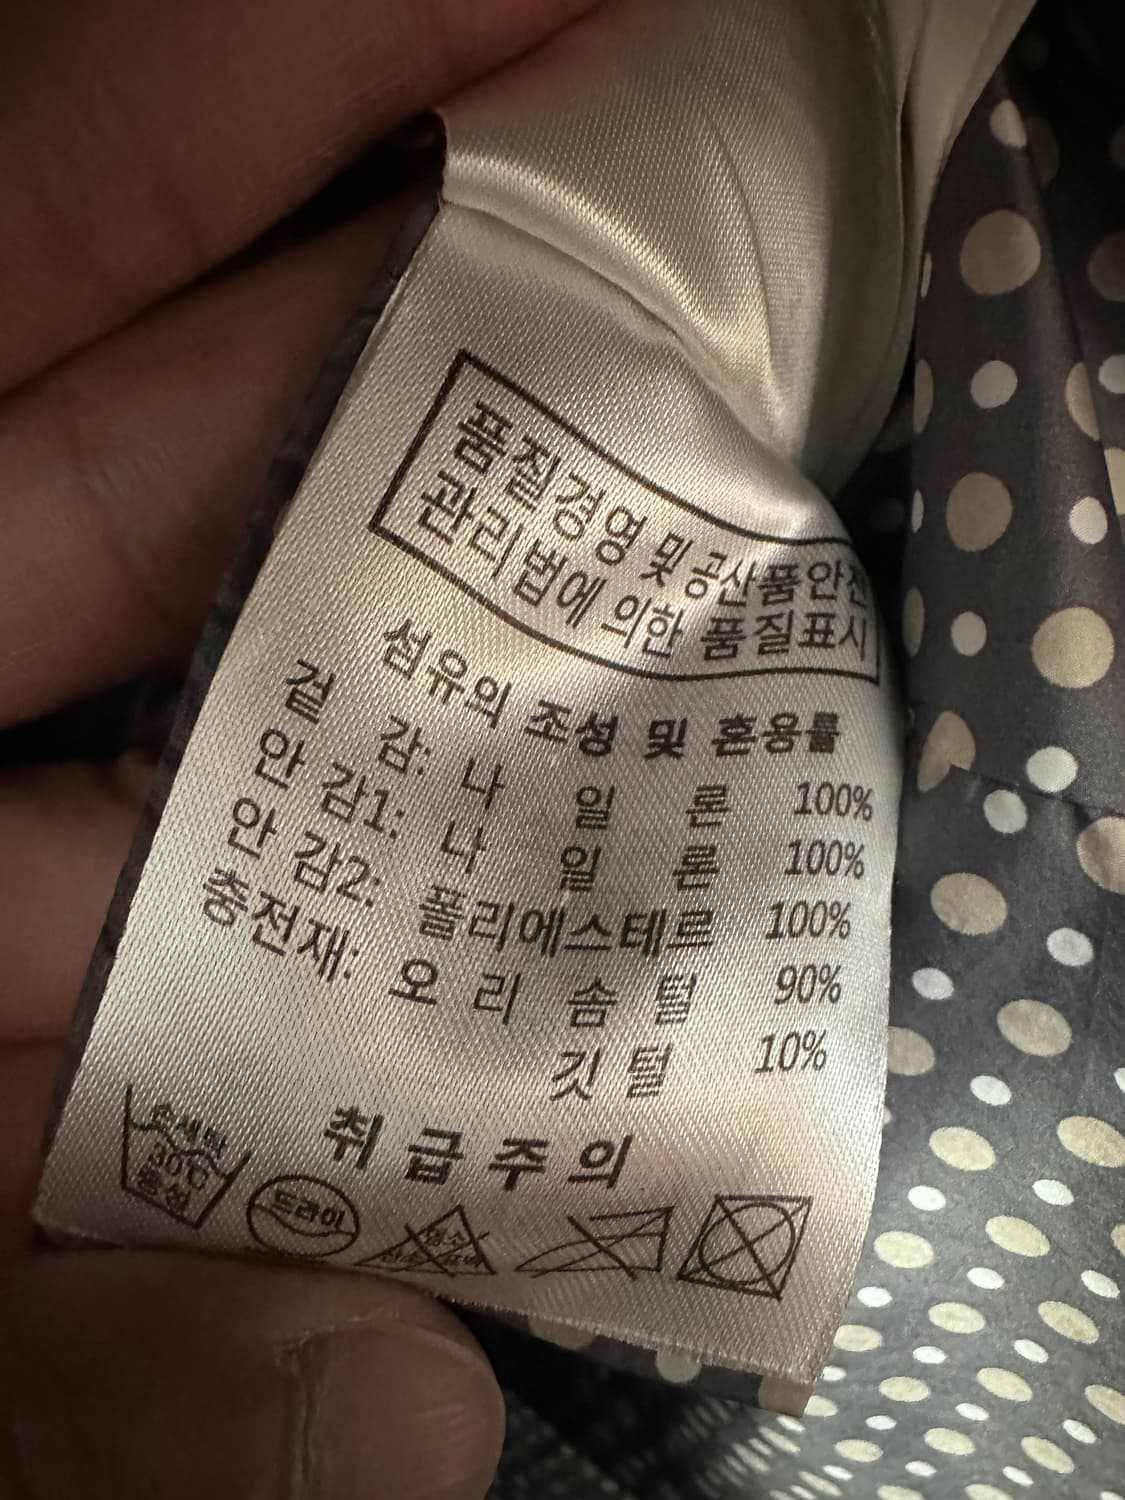 품질경영 및 공산품안전
관리법에 의한 품질표시
섬유의 조성 및 혼용률
겉 감: 나 일 론 100%
안 감1: 나 일 론 100%
안 감2: 폴리에스테르 100%
충전재: 오 리 솜 털 90%
깃 털 10%
취 급 주 의
손세탁
30℃
중성
드라이
염소